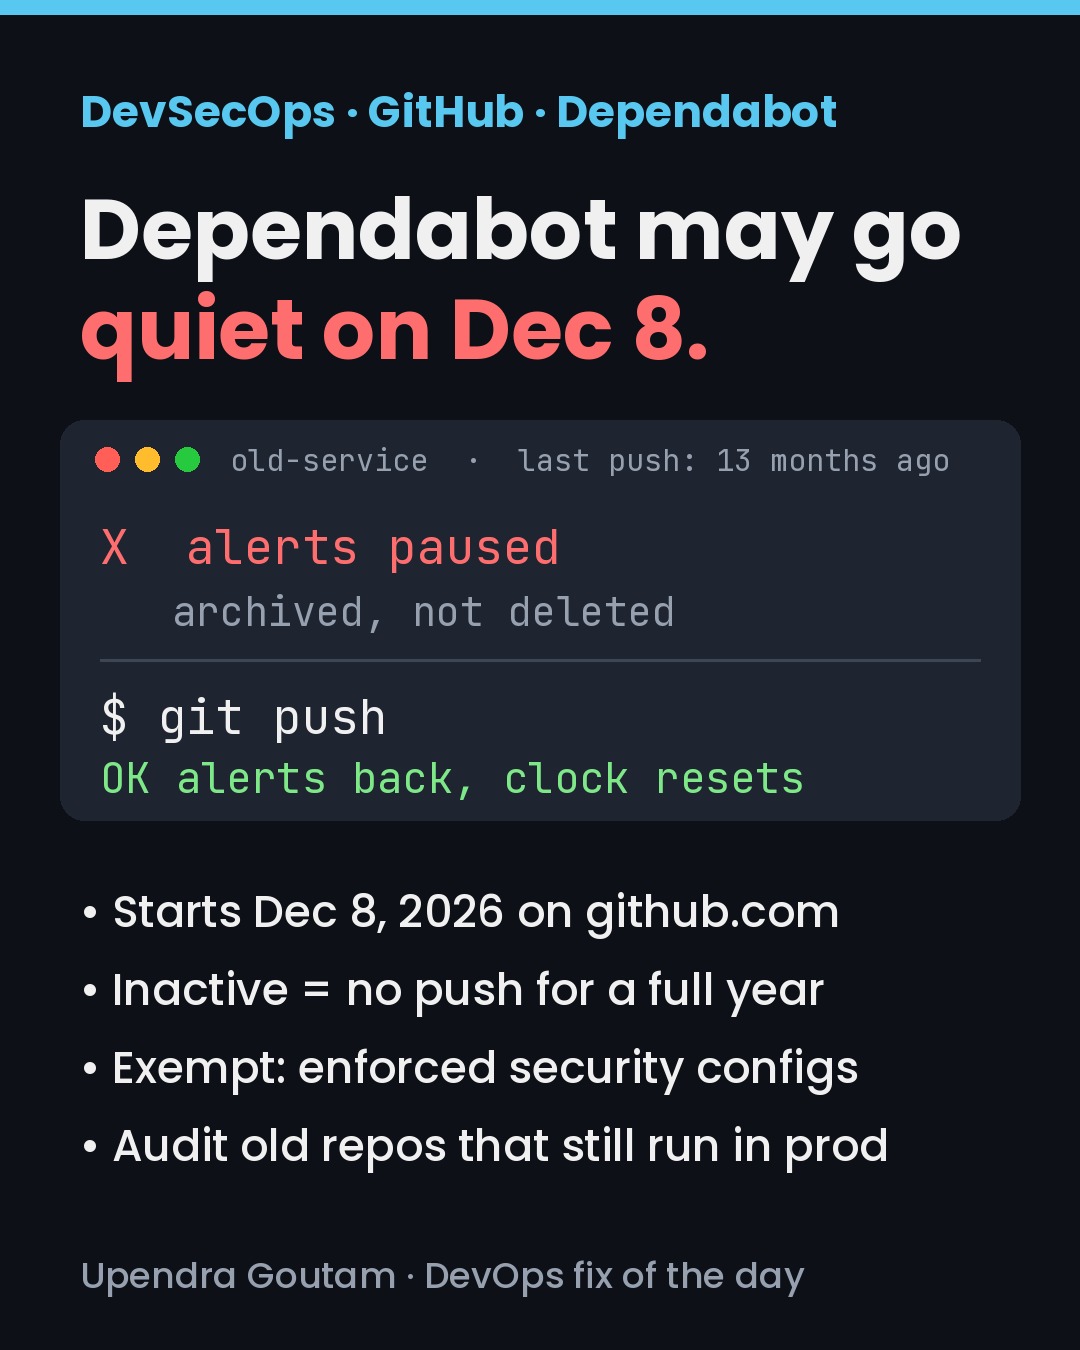 DevSecOps · GitHub · Dependabot
Dependabot may go
quiet on Dec 8.
old-service · last push: 13 months ago
X alerts paused
archived, not deleted
$ git push
OK alerts back, clock resets
• Starts Dec 8, 2026 on github.com
• Inactive = no push for a full year
• Exempt: enforced security configs
• Audit old repos that still run in prod
Upendra Goutam · DevOps fix of the day